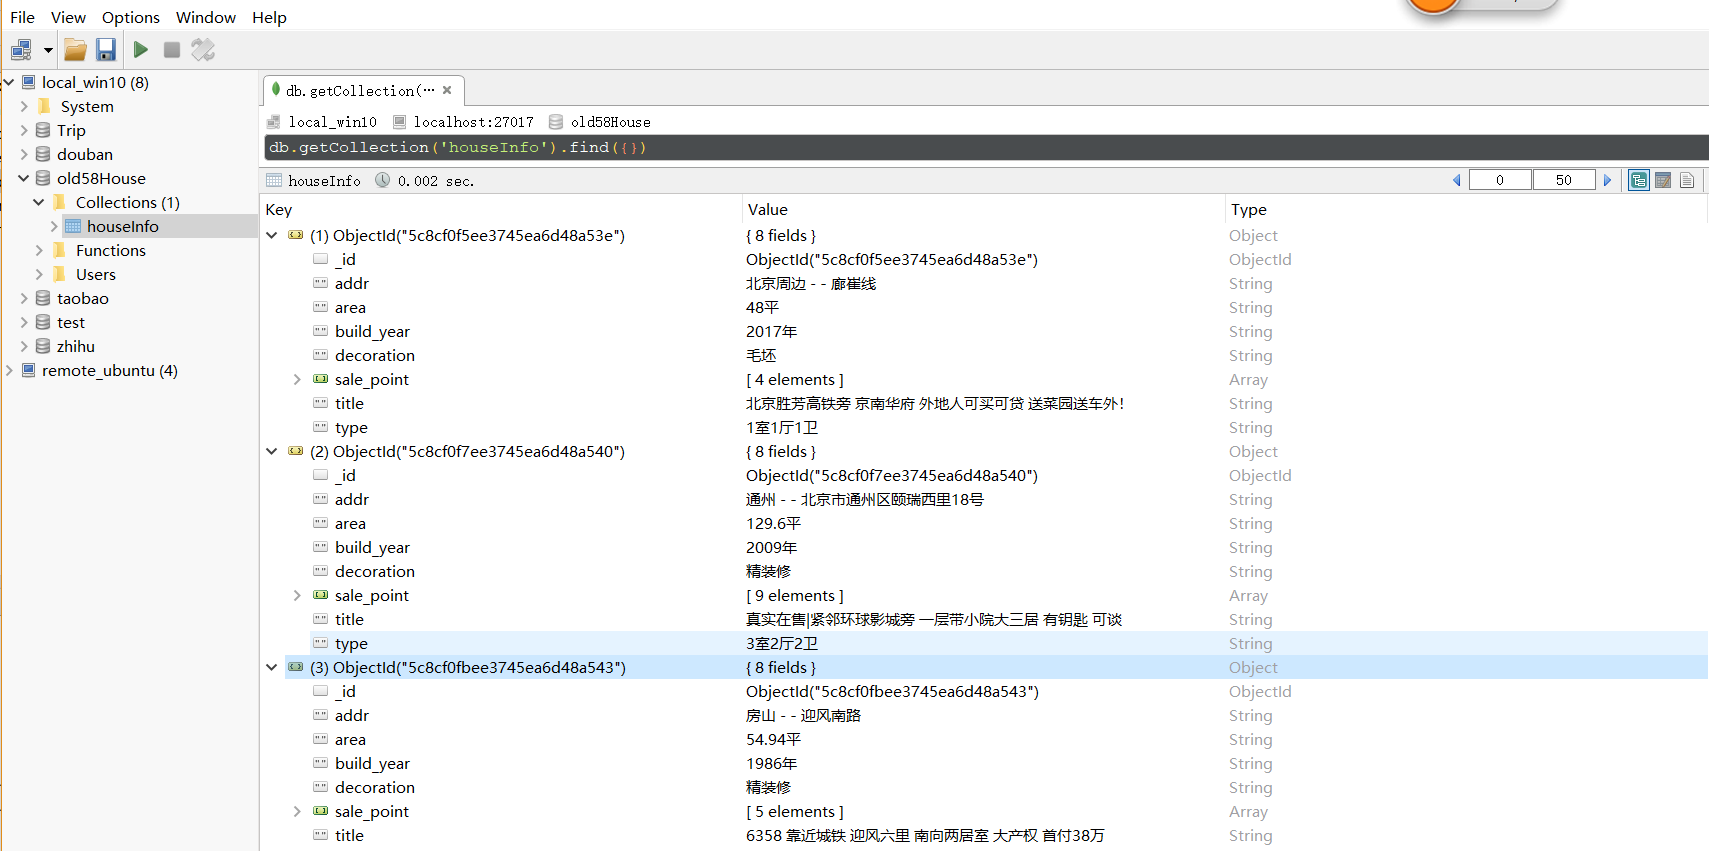 File View Options Window Help
local_win10 (8)
System
Trip
douban
old58House
Collections (1)
houseInfo
Functions
Users
taobao
test
zhihu
remote_ubuntu (4)
db.getCollection(…
local_win10 localhost:27017 old58House
db.getCollection('houseInfo').find({})
houseInfo 0.002 sec. 0 50
Key Value Type
(1) ObjectId("5c8cf0f5ee3745ea6d48a53e") { 8 fields } Object
_id ObjectId("5c8cf0f5ee3745ea6d48a53e") ObjectId
addr 北京周边 - - 廊崔线 String
area 48平 String
build_year 2017年 String
decoration 毛坯 String
sale_point [ 4 elements ] Array
title 北京胜芳高铁旁 京南华府 外地人可买可贷 送菜园送车外! String
type 1室1厅1卫 String
(2) ObjectId("5c8cf0f7ee3745ea6d48a540") { 8 fields } Object
_id ObjectId("5c8cf0f7ee3745ea6d48a540") ObjectId
addr 通州 - - 北京市通州区颐瑞西里18号 String
area 129.6平 String
build_year 2009年 String
decoration 精装修 String
sale_point [ 9 elements ] Array
title 真实在售|紧邻环球影城旁 一层带小院大三居 有钥匙 可谈 String
type 3室2厅2卫 String
(3) ObjectId("5c8cf0fbee3745ea6d48a543") { 8 fields } Object
_id ObjectId("5c8cf0fbee3745ea6d48a543") ObjectId
addr 房山 - - 迎风南路 String
area 54.94平 String
build_year 1986年 String
decoration 精装修 String
sale_point [ 5 elements ] Array
title 6358 靠近城铁 迎风六里 南向两居室 大产权 首付38万 String